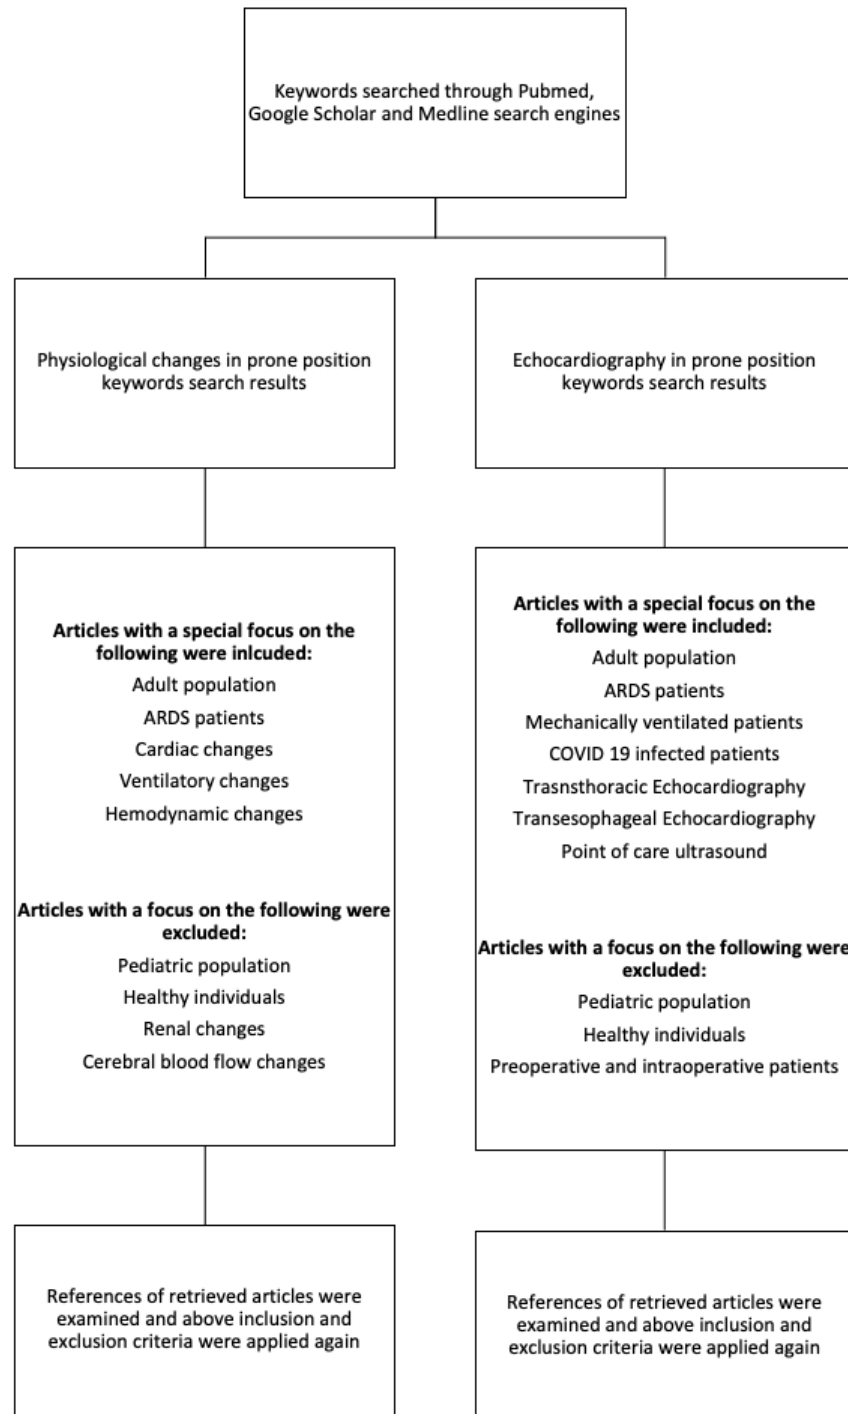 Keywords searched through Pubmed,
Google Scholar and Medline search engines
Physiological changes in prone position
keywords search results
Echocardiography in prone position
keywords search results
Articles with a special focus on the
following were inlcuded:
Adult population
ARDS patients
Cardiac changes
Ventilatory changes
Hemodynamic changes
Articles with a focus on the following were
excluded:
Pediatric population
Healthy individuals
Renal changes
Cerebral blood flow changes
Articles with a special focus on the
following were included:
Adult population
ARDS patients
Mechanically ventilated patients
COVID 19 infected patients
Trasnsthoracic Echocardiography
Transesophageal Echocardiography
Point of care ultrasound
Articles with a focus on the following were
excluded:
Pediatric population
Healthy individuals
Preoperative and intraoperative patients
References of retrieved articles were
examined and above inclusion and
exclusion criteria were applied again
References of retrieved articles were
examined and above inclusion and
exclusion criteria were applied again